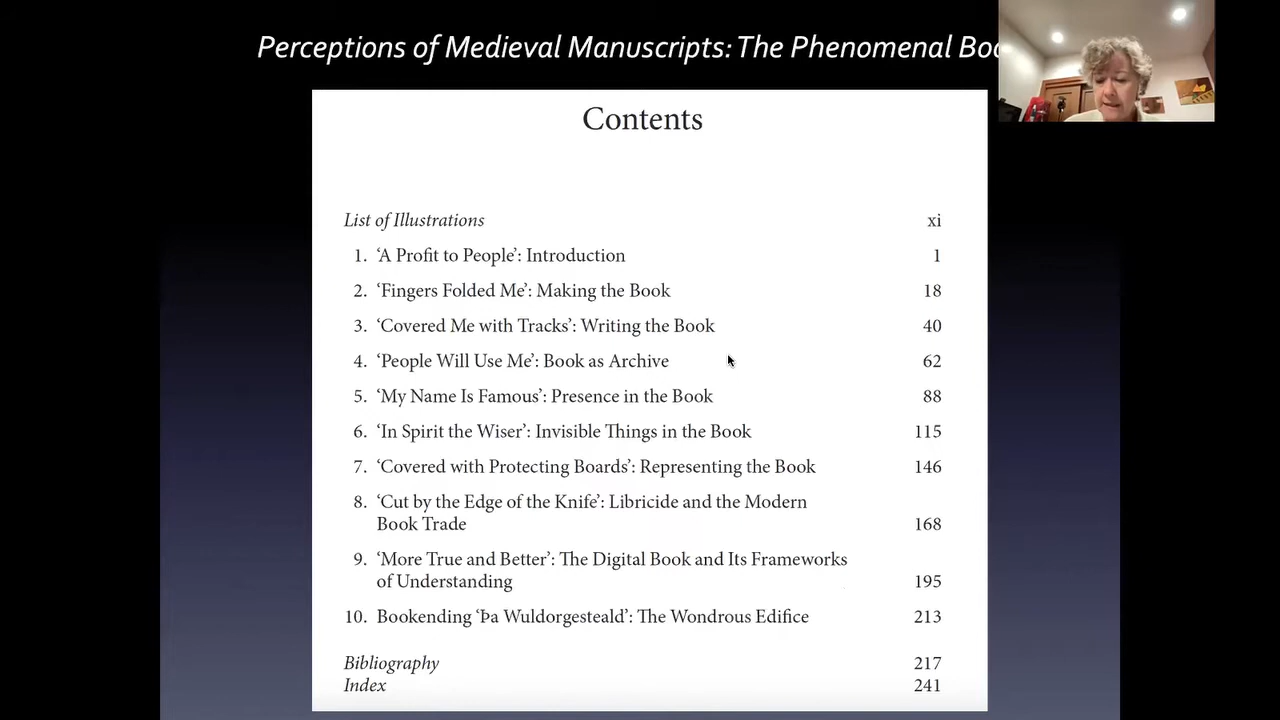 Perceptions of Medieval Manuscripts: The Phenomenal
Contents
List of Illustrations xi
1. ‘A Profit to People’: Introduction 1
2. ‘Fingers Folded Me’: Making the Book 18
3. ‘Covered Me with Tracks’: Writing the Book 40
4. ‘People Will Use Me’: Book as Archive 62
5. ‘My Name Is Famous’: Presence in the Book 88
6. ‘In Spirit the Wiser’: Invisible Things in the Book 115
7. ‘Covered with Protecting Boards’: Representing the Book 146
8. ‘Cut by the Edge of the Knife’: Libricide and the Modern
Book Trade 168
9. ‘More True and Better’: The Digital Book and Its Frameworks
of Understanding 195
10. Bookending ‘Þa Wuldorgesteald’: The Wondrous Edifice 213
Bibliography 217
Index 241